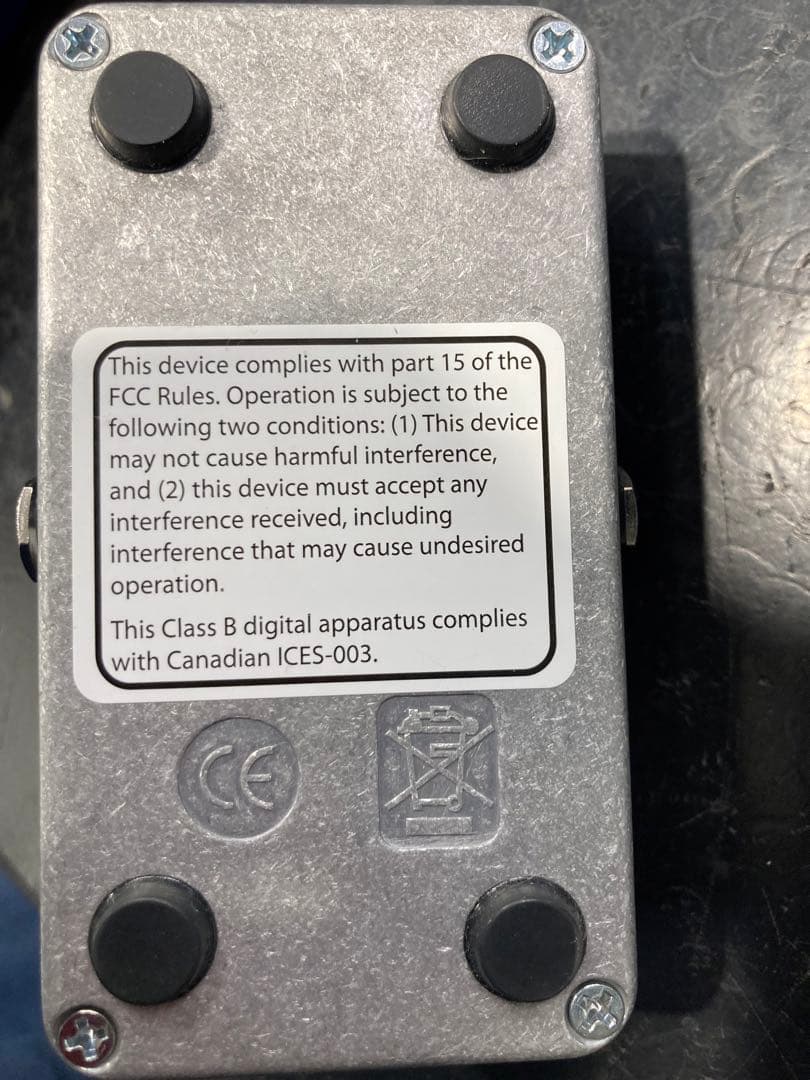 This device complies with part 15 of the
FCC Rules. Operation is subject to the
following two conditions: (1) This device
may not cause harmful interference,
and (2) this device must accept any
interference received, including
interference that may cause undesired
operation.
This Class B digital apparatus complies
with Canadian ICES-003.
CE